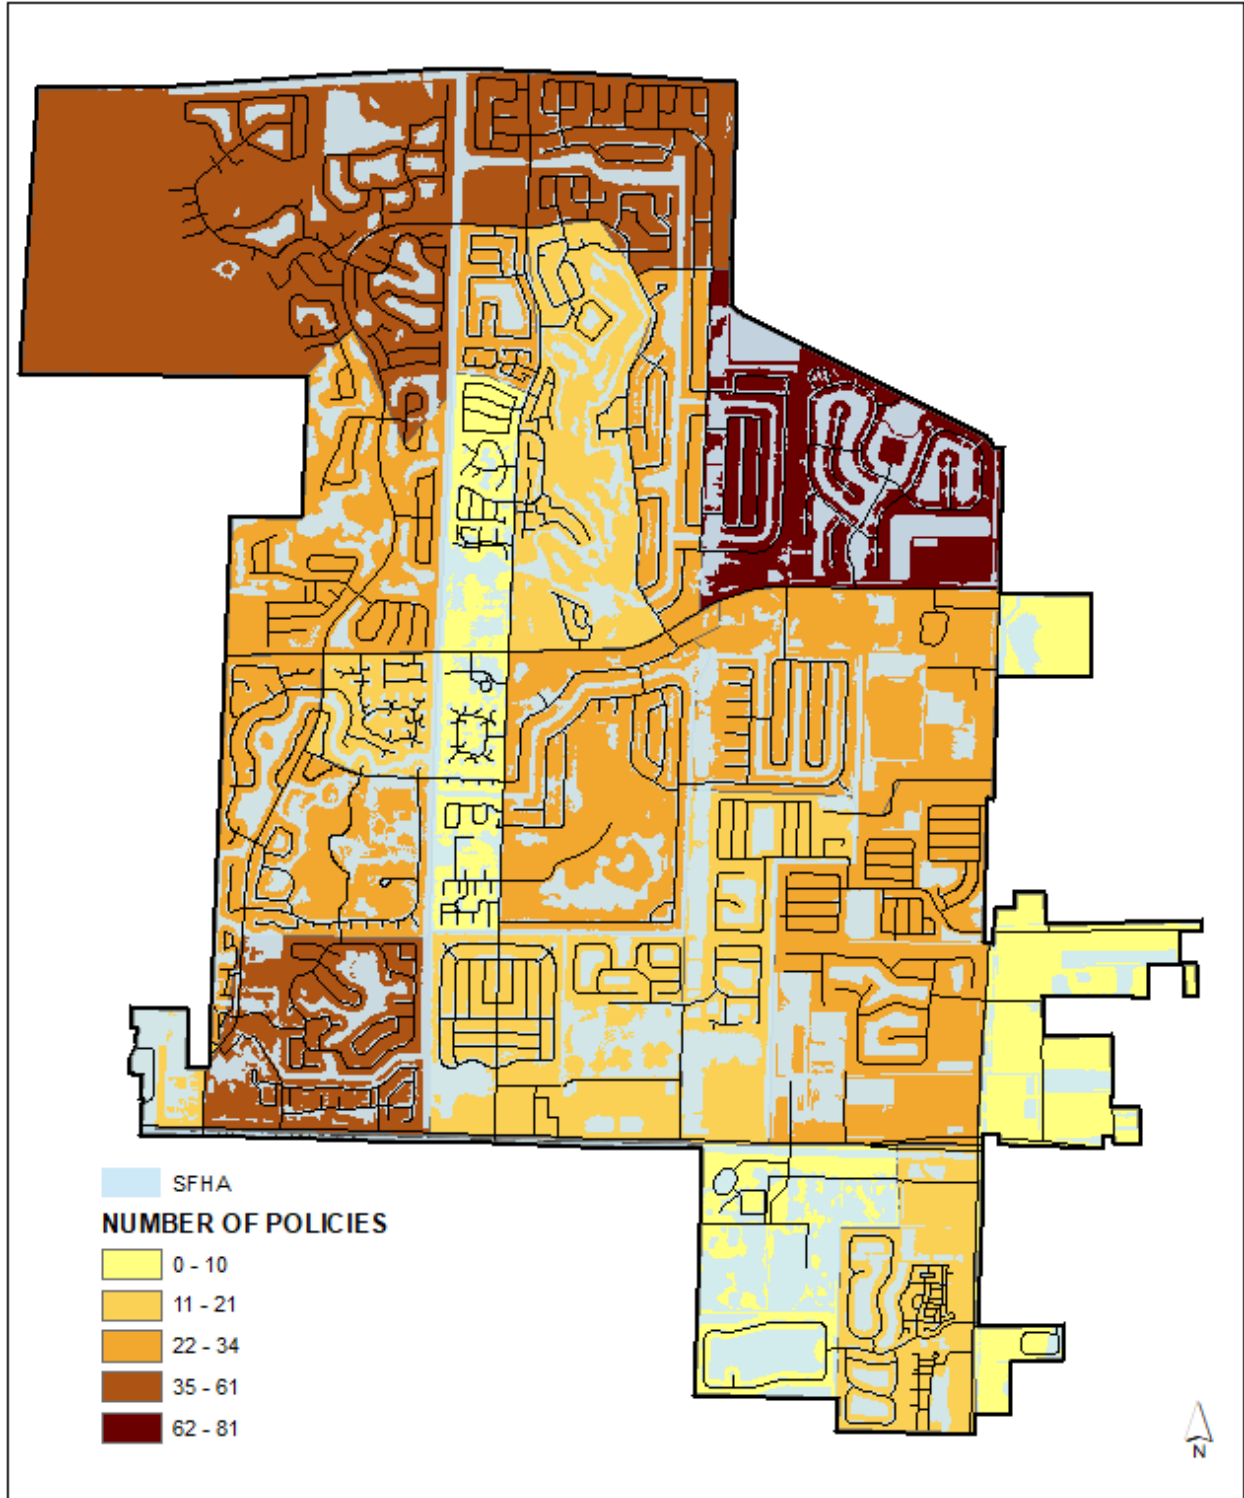 SFHA
NUMBER OF POLICIES
0 - 10
11 - 21
22 - 34
35 - 61
62 - 81
N